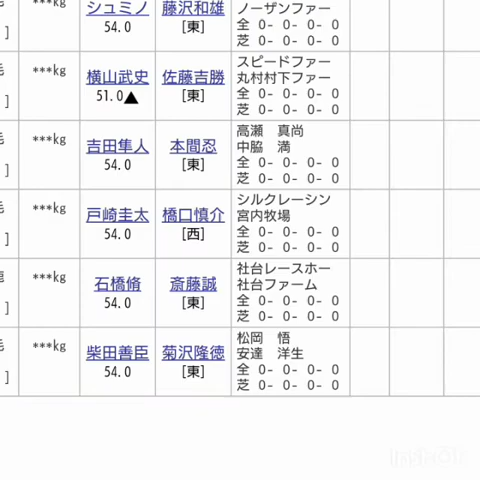 シュミノ 藤沢和雄 ノーザンファー
] 54.0 [東] 全 0- 0- 0- 0
芝 0- 0- 0- 0
毛 ***kg 横山武史 佐藤吉勝 スピードファー
丸村村下ファー
] 51.0▲ [東] 全 0- 0- 0- 0
芝 0- 0- 0- 0
毛 ***kg 吉田隼人 本間忍 高瀬 真尚
中脇 満
] 54.0 [東] 全 0- 0- 0- 0
芝 0- 0- 0- 0
毛 ***kg 戸崎圭太 橋口慎介 シルクレーシン
宮内牧場
] 54.0 [西] 全 0- 0- 0- 0
芝 0- 0- 0- 0
***kg 石橋脩 斎藤誠 社台レースホー
社台ファーム
] 54.0 [東] 全 0- 0- 0- 0
芝 0- 0- 0- 0
毛 ***kg 柴田善臣 菊沢隆徳 松岡 悟
安達 洋生
] 54.0 [東] 全 0- 0- 0- 0
芝 0- 0- 0- 0